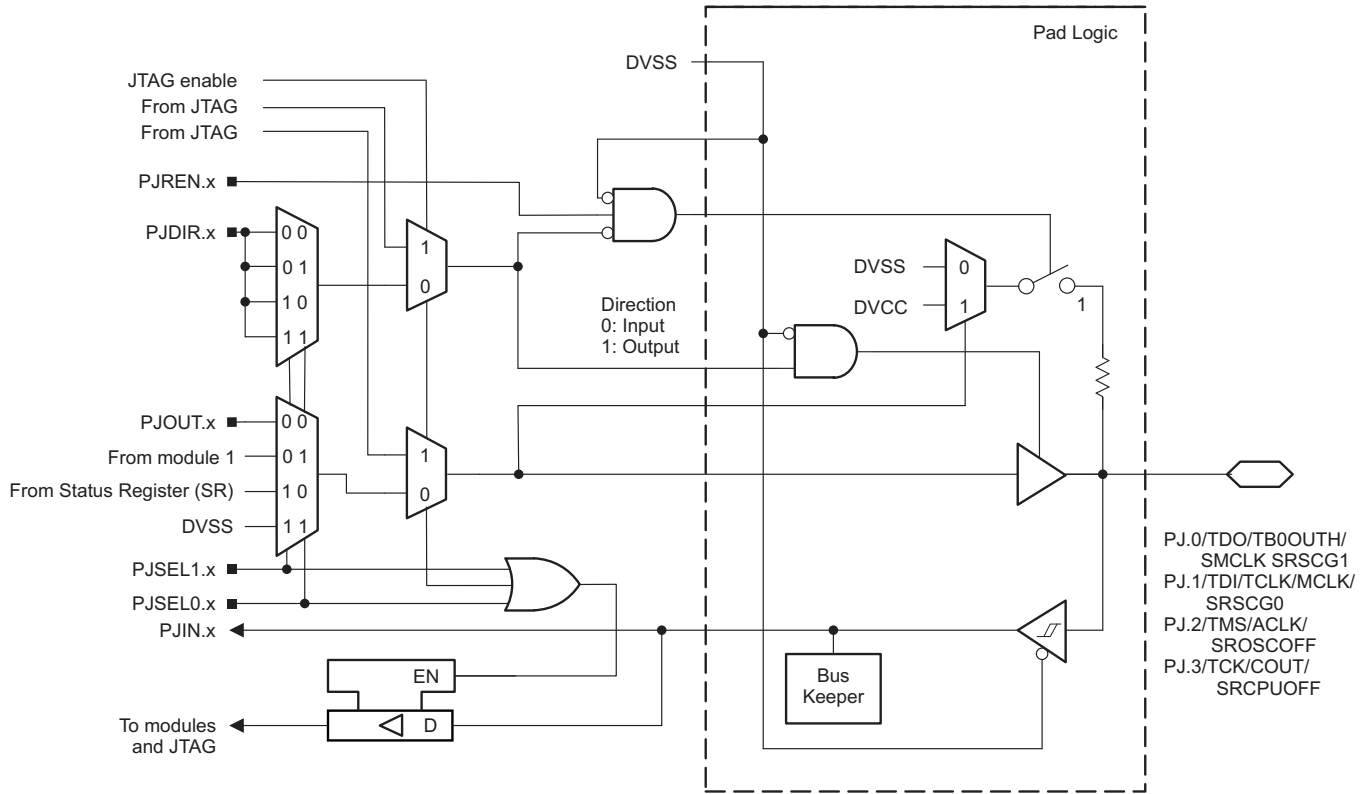 Pad Logic
DVSS
JTAG enable
From JTAG
From JTAG
PJREN.x
PJDIR.x
0 0
0 1
1 0
1 1
1
0
DVSS
DVCC
0
1
1
Direction
0: Input
1: Output
PJOUT.x
From module 1
From Status Register (SR)
DVSS
0 0
0 1
1 0
1 1
1
0
PJSEL1.x
PJSEL0.x
PJIN.x
EN
D
To modules
and JTAG
Bus
Keeper
PJ.0/TDO/TB0OUTH/
SMCLK SRSCG1
PJ.1/TDI/TCLK/MCLK/
SRSCG0
PJ.2/TMS/ACLK/
SROSCOFF
PJ.3/TCK/COUT/
SRCPUOFF